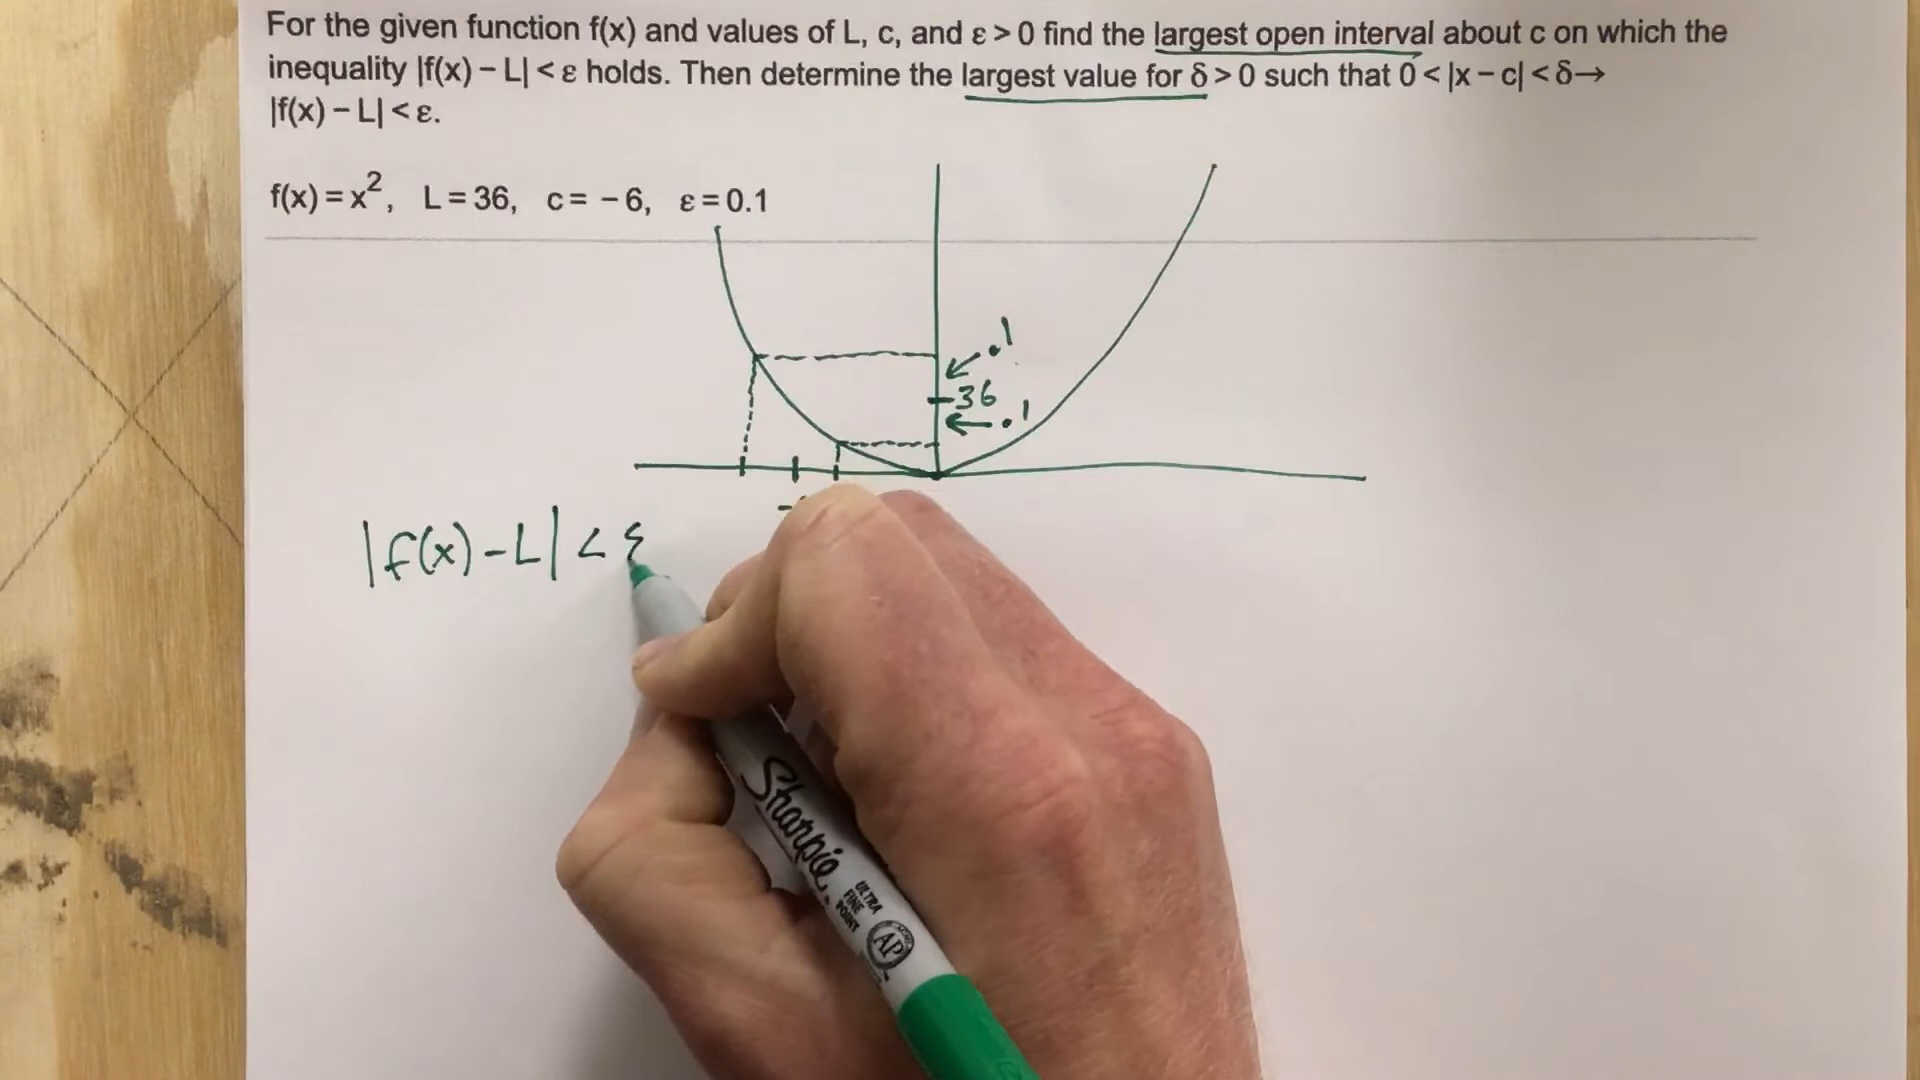 For the given function f(x) and values of L, c, and ε > 0 find the largest open interval about c on which the
inequality |f(x) − L| < ε holds. Then determine the largest value for δ > 0 such that 0 < |x − c| < δ→
|f(x) − L| < ε.
f(x) = x², L = 36, c = − 6, ε = 0.1
.1
-36
.1
|f(x) - L| < ε
Sharpie
ULTRA
FINE
POINT
AP